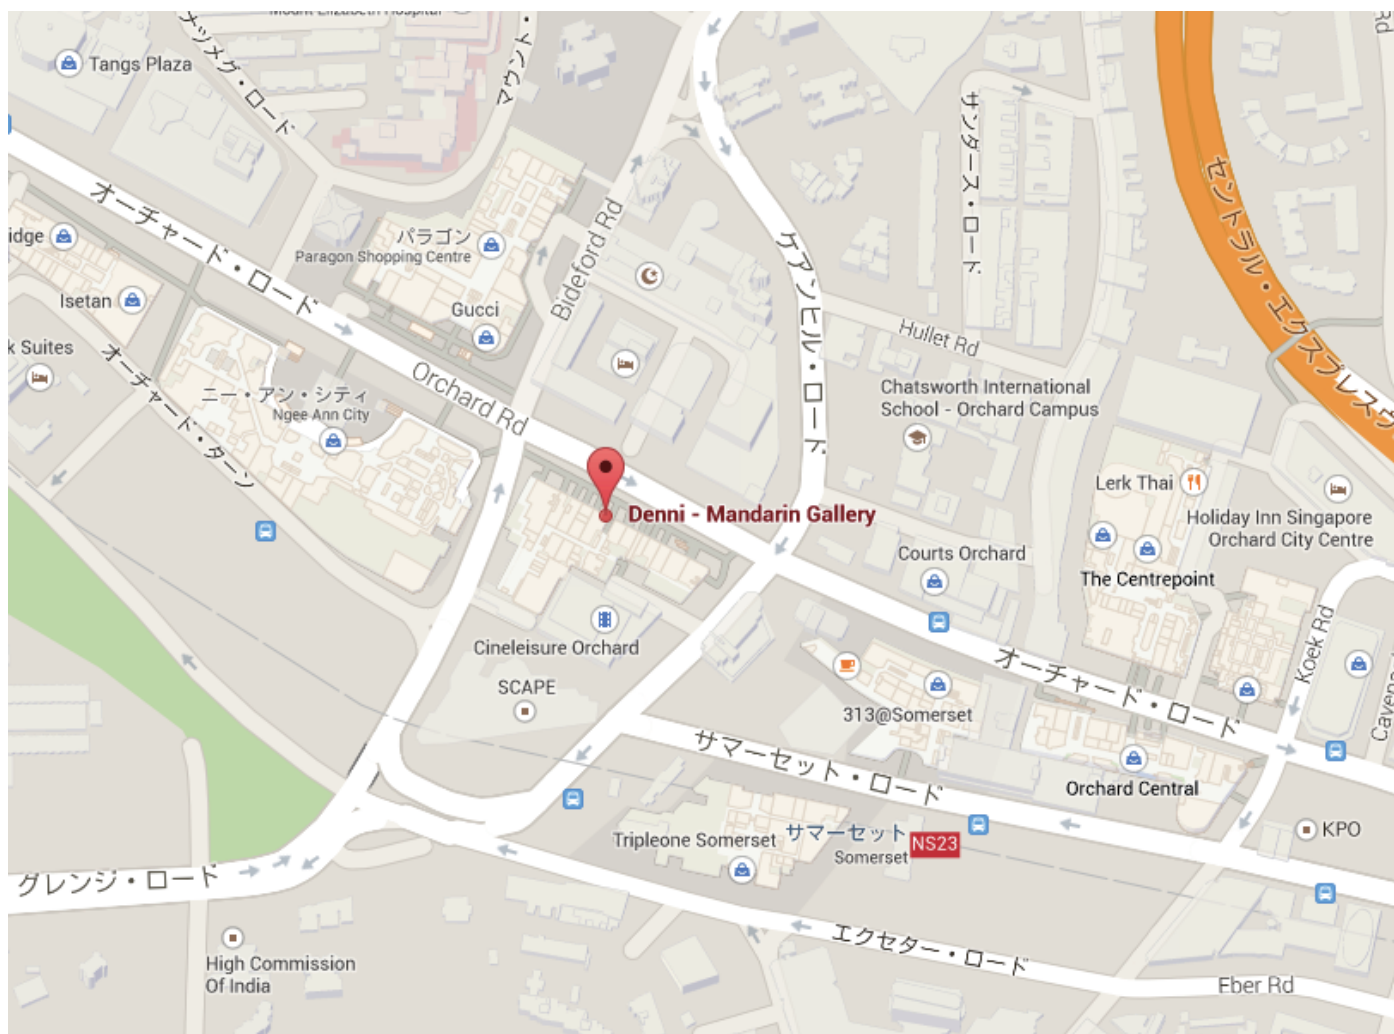 Mount Elizabeth Hospital
Tangs Plaza
メツメグ・ロード
マウント・
Rd
サンダース・ロード
セントラル・エクスプレスウ
オーチャード・ロード
idge
パラゴン
Paragon Shopping Centre
Bideford Rd
ケアンヒル・ロード
Isetan
Gucci
Hullet Rd
k Suites
オーチャード・ターン
ニー・アン・シティ
Ngee Ann City
Orchard Rd
Chatsworth International
School - Orchard Campus
Lerk Thai
Denni - Mandarin Gallery
Holiday Inn Singapore
Orchard City Centre
Courts Orchard
The Centrepoint
Cineleisure Orchard
Koek Rd
SCAPE
オーチャード・ロード
313@Somerset
Cavena
サマーセット・ロード
Orchard Central
Tripleone Somerset
サマーセット
Somerset
NS23
KPO
グレンジ・ロード
エクセター・ロード
High Commission
Of India
Eber Rd